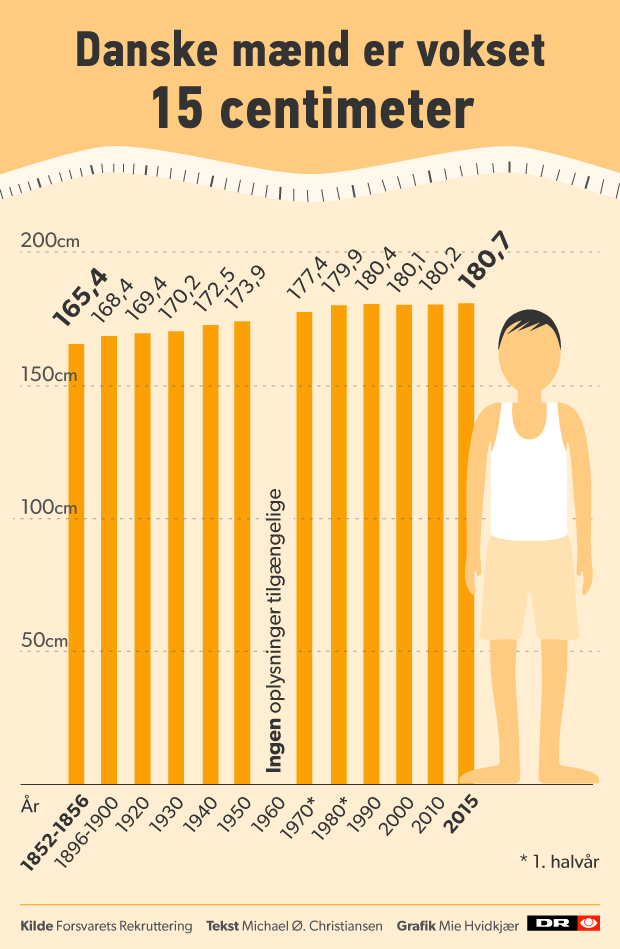 Danske mænd er vokset
15 centimeter
200cm
165,4
168,4
169,4
170,2
172,5
173,9
177,4
179,9
180,4
180,1
180,2
180,7
150cm
100cm
50cm
Ingen oplysninger tilgængelige
År
1852-1856
1896-1900
1920
1930
1940
1950
1960
1970*
1980*
1990
2000
2010
2015
* 1. halvår
Kilde Forsvarets Rekruttering Tekst Michael Ø. Christiansen Grafik Mie Hvidkjær DR